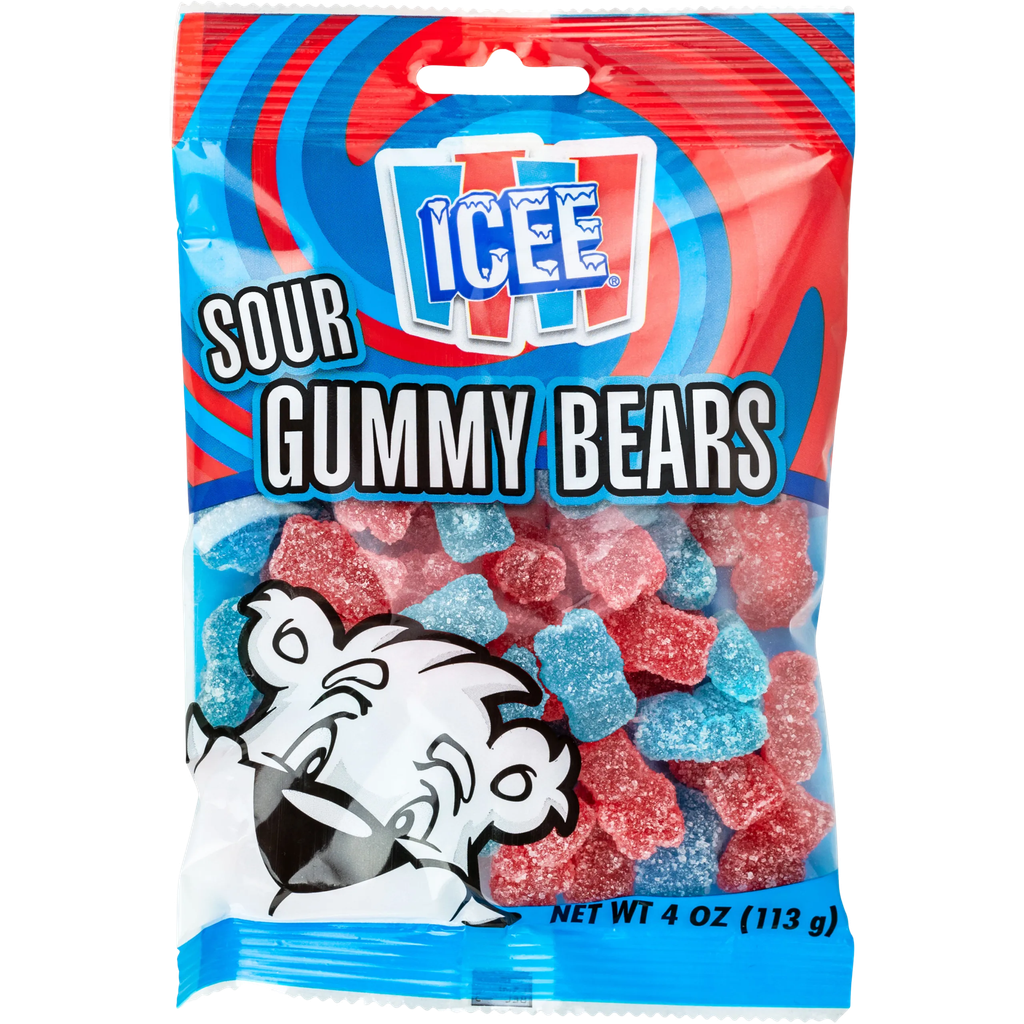 ICEE®
SOUR
GUMMY BEARS
NET WT 4 OZ (113 g)